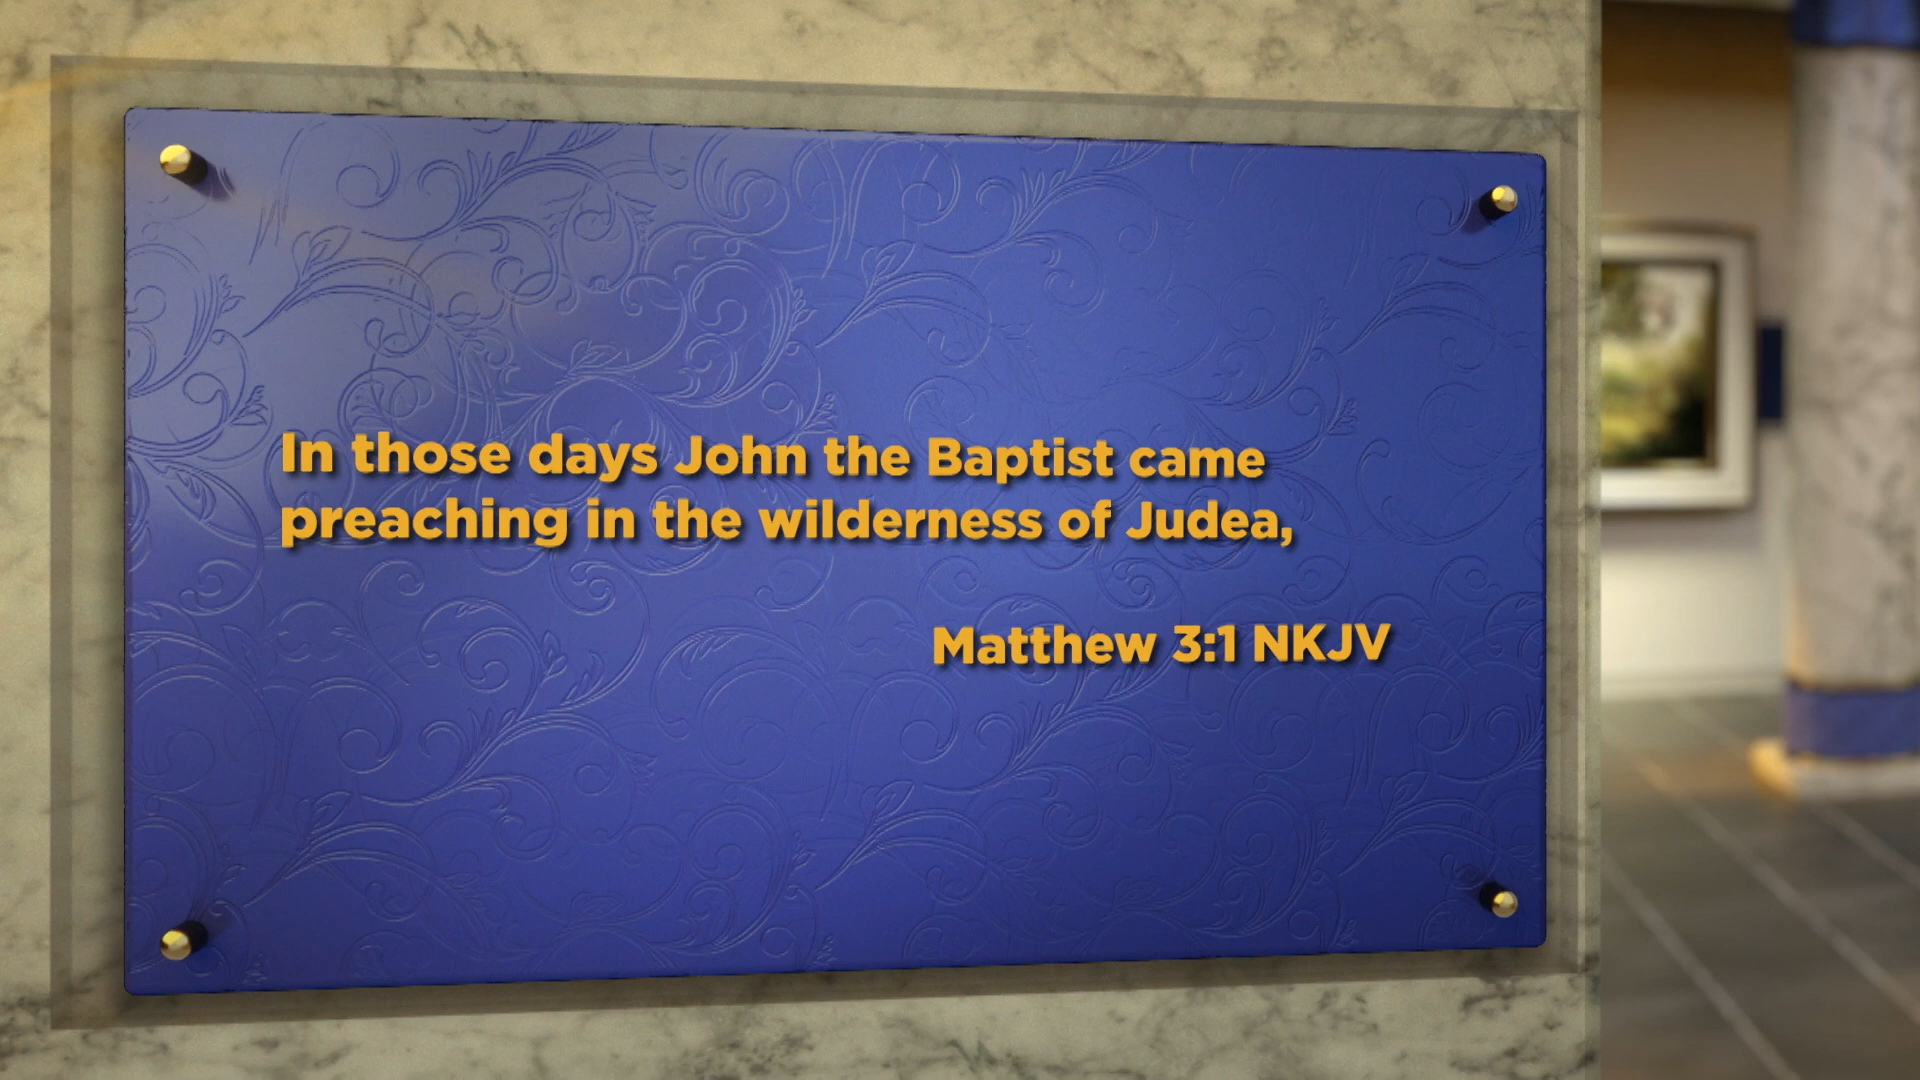 In those days John the Baptist came
preaching in the wilderness of Judea,
Matthew 3:1 NKJV